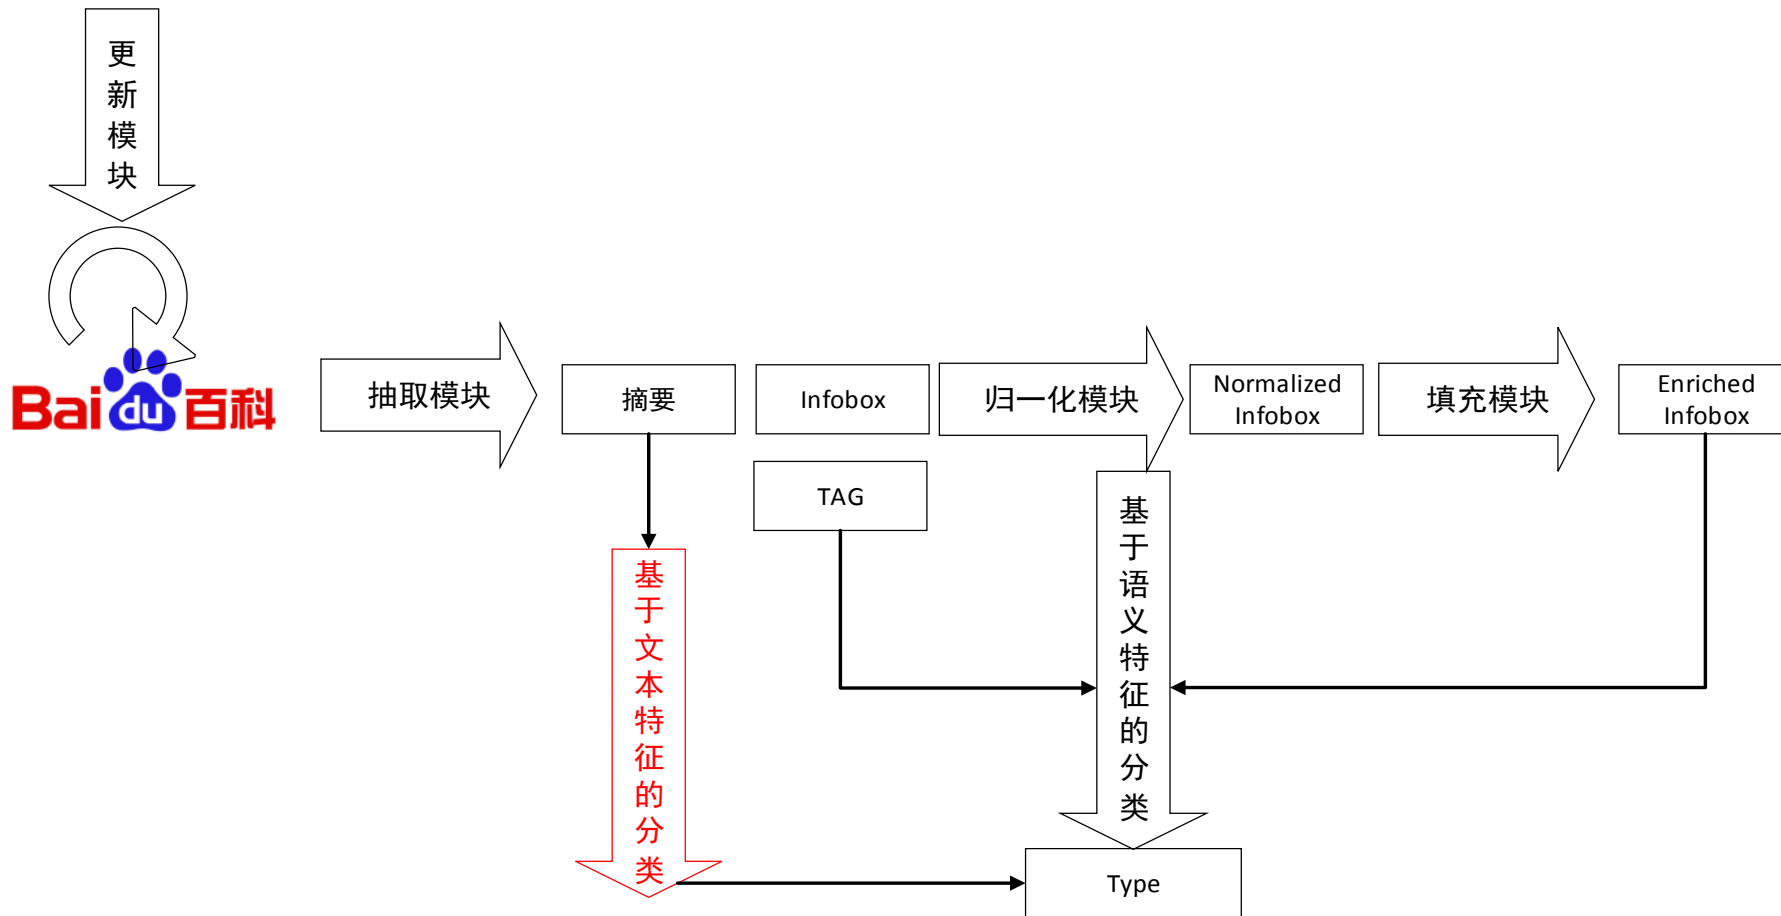 更新模块
Baidu百科
抽取模块
摘要
Infobox
归一化模块
Normalized
Infobox
填充模块
Enriched
Infobox
TAG
基于文本特征的分类
基于语义特征的分类
Type